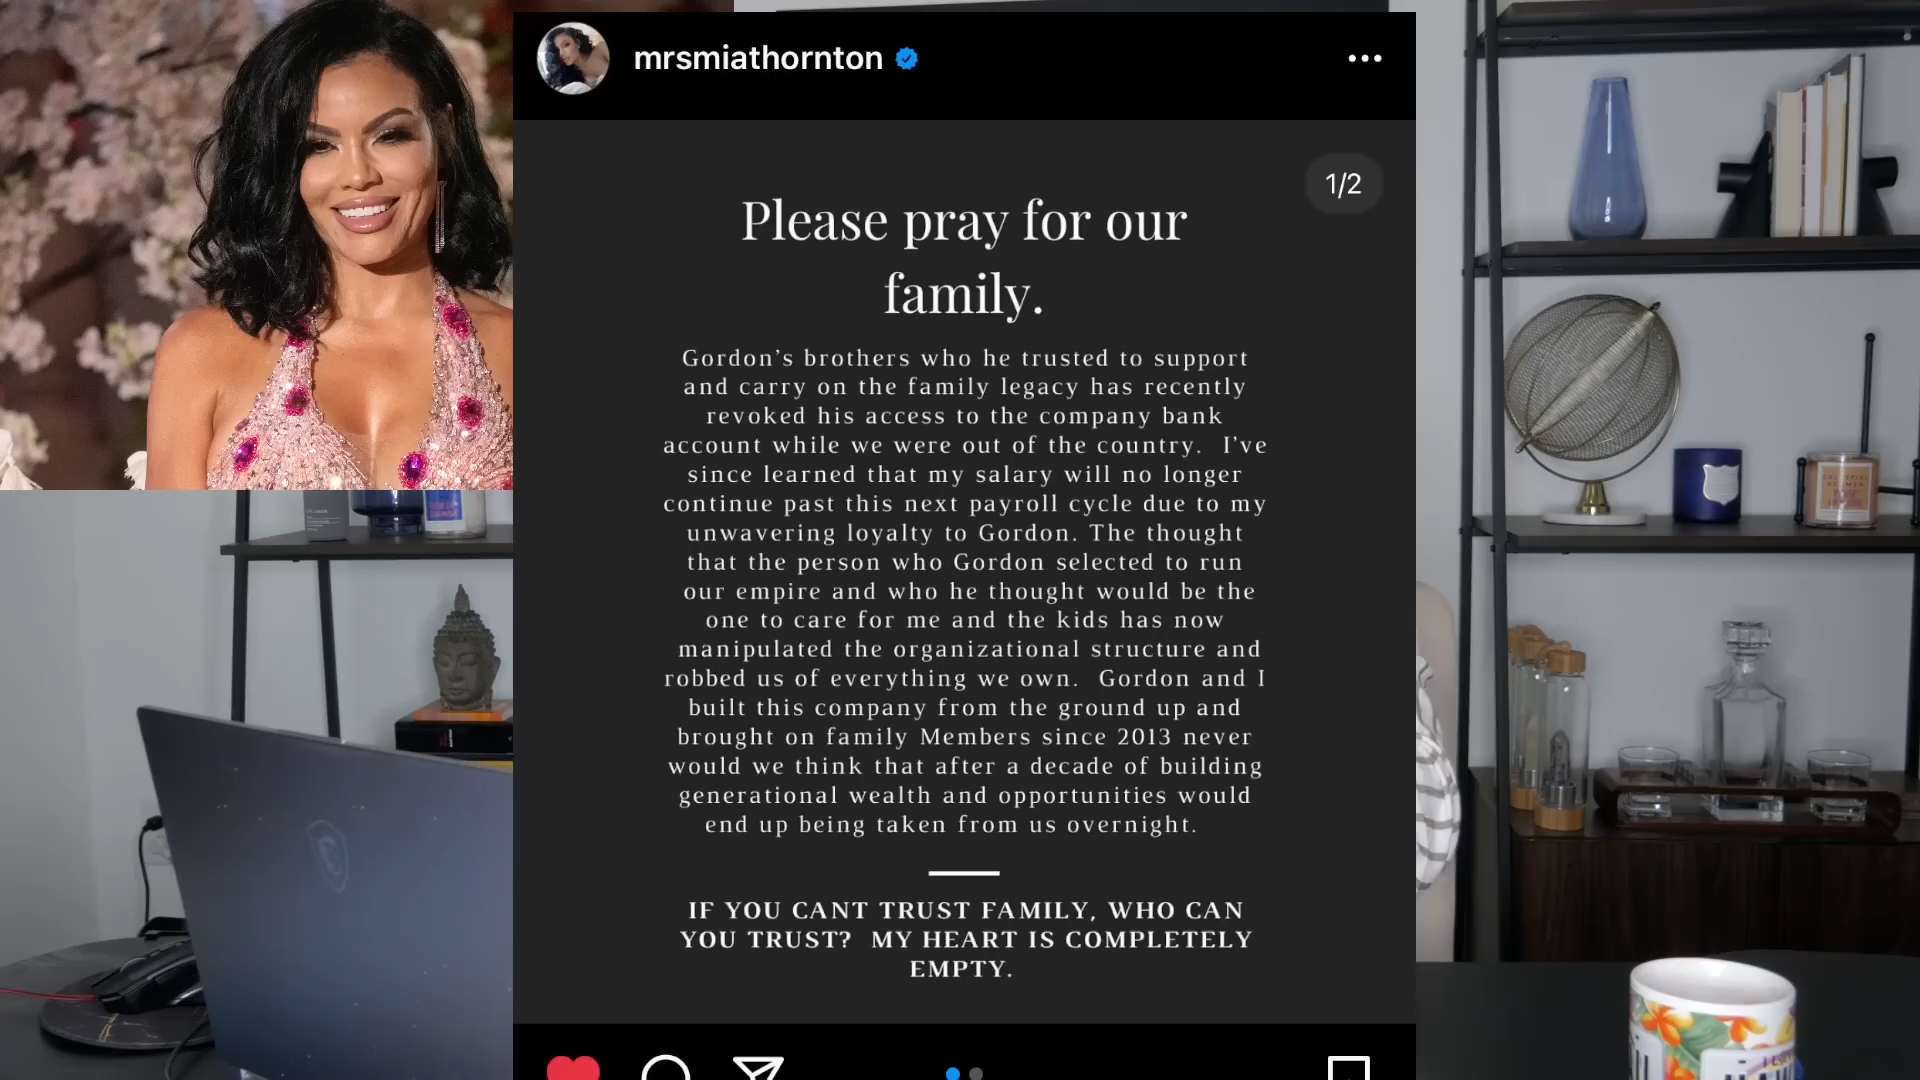 mrsmiathornton
1/2
Please pray for our
family.
Gordon’s brothers who he trusted to support
and carry on the family legacy has recently
revoked his access to the company bank
account while we were out of the country. I’ve
since learned that my salary will no longer
continue past this next payroll cycle due to my
unwavering loyalty to Gordon. The thought
that the person who Gordon selected to run
our empire and who he thought would be the
one to care for me and the kids has now
manipulated the organizational structure and
robbed us of everything we own. Gordon and I
built this company from the ground up and
brought on family Members since 2013 never
would we think that after a decade of building
generational wealth and opportunities would
end up being taken from us overnight.
IF YOU CANT TRUST FAMILY, WHO CAN
YOU TRUST? MY HEART IS COMPLETELY
EMPTY.